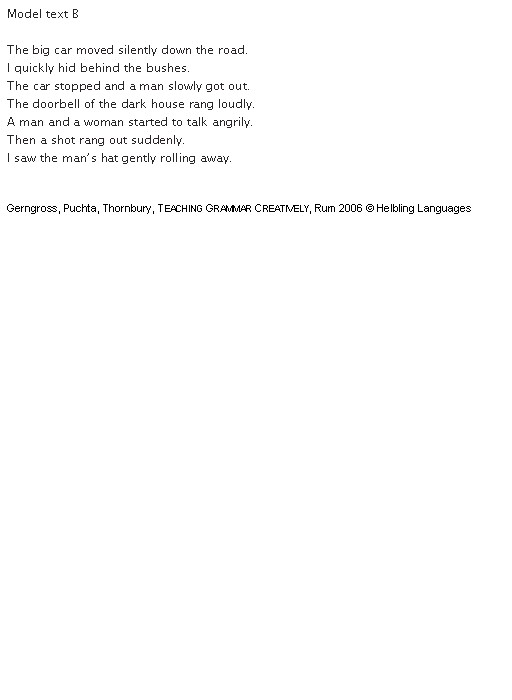 Model text B
The big car moved silently down the road.
I quickly hid behind the bushes.
The car stopped and a man slowly got out.
The doorbell of the dark house rang loudly.
A man and a woman started to talk angrily.
Then a shot rang out suddenly.
I saw the man's hat gently rolling away.
Gerngross, Puchta, Thornbury, TEACHING GRAMMAR CREATIVELY, Rum 2006 © Helbling Languages